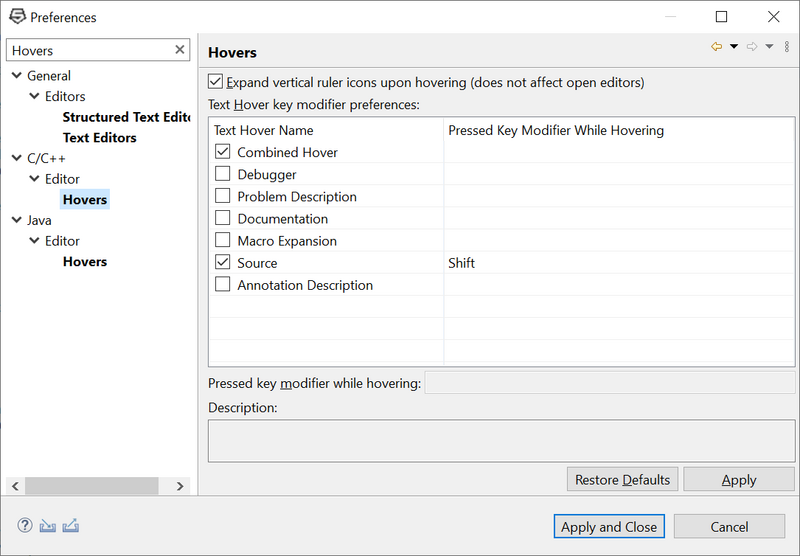 Preferences
Hovers
General
Editors
Structured Text Edito
Text Editors
C/C++
Editor
Hovers
Java
Editor
Hovers
Hovers
Expand vertical ruler icons upon hovering (does not affect open editors)
Text Hover key modifier preferences:
Text Hover Name Pressed Key Modifier While Hovering
Combined Hover
Debugger
Problem Description
Documentation
Macro Expansion
Source Shift
Annotation Description
Pressed key modifier while hovering:
Description:
Restore Defaults Apply
Apply and Close Cancel